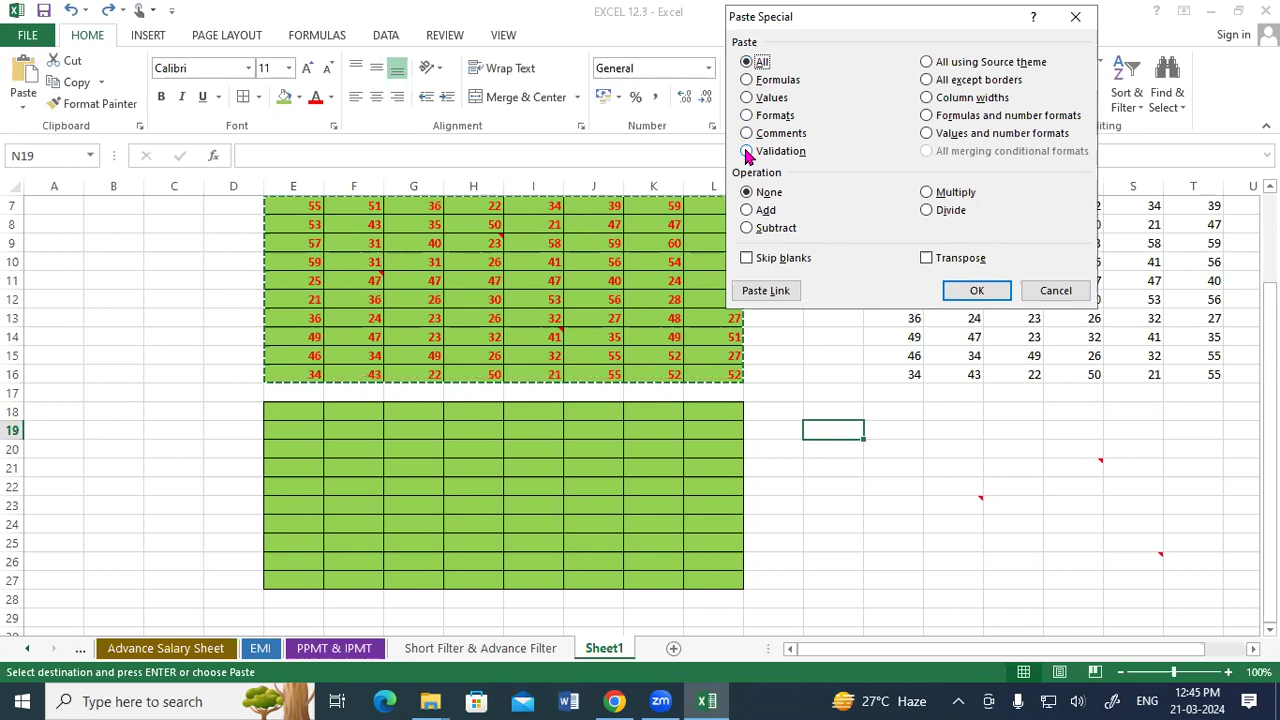 EXCEL 12.3 - Excel
Paste Special
?
FILE HOME INSERT PAGE LAYOUT FORMULAS DATA REVIEW VIEW
Sign in
Cut
Copy
Format Painter
Paste
Clipboard
Calibri 11
B I U A
Font
Wrap Text
Merge & Center
Alignment
General
% ,
Number
Sort & Filter
Find & Select
diting
Paste
All
Formulas
Values
Formats
Comments
Validation
All using Source theme
All except borders
Column widths
Formulas and number formats
Values and number formats
All merging conditional formats
Operation
None
Add
Subtract
Multiply
Divide
Skip blanks
Transpose
Paste Link
OK
Cancel
N19 fx
A B C D E F G H I J K L S T U
7 55 51 36 22 34 39 59 2 34 39
8 53 43 35 50 21 47 47 0 21 47
9 57 31 40 23 58 59 60 3 58 59
10 59 31 31 26 41 56 54 6 41 56
11 25 47 47 47 47 40 24 7 47 40
12 21 36 26 30 53 56 28 0 53 56
13 36 24 23 26 32 27 48 27 36 24 23 26 32 27
14 49 47 23 32 41 35 49 51 49 47 23 32 41 35
15 46 34 49 26 32 55 52 27 46 34 49 26 32 55
16 34 43 22 50 21 55 52 52 34 43 22 50 21 55
17
18
19
20
21
22
23
24
25
26
27
28
29
... Advance Salary Sheet EMI PPMT & IPMT Short Filter & Advance Filter Sheet1
Select destination and press ENTER or choose Paste
100%
Type here to search
27°C Haze
ENG
12:45 PM
21-03-2024